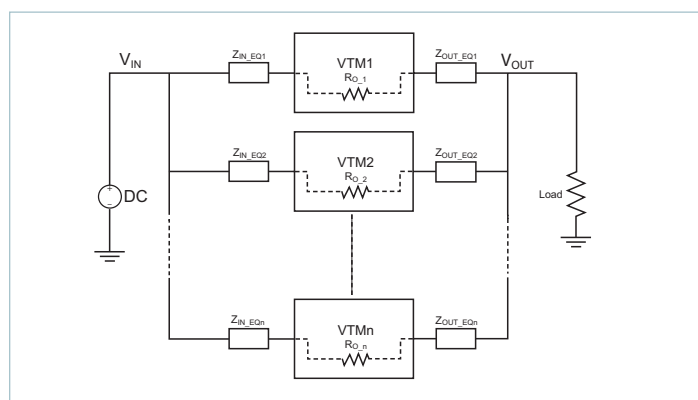 V_IN
Z_IN_EQ1
VTM1
R_O_1
Z_OUT_EQ1
V_OUT
Z_IN_EQ2
VTM2
R_O_2
Z_OUT_EQ2
+
–
DC
Load
Z_IN_EQn
VTMn
R_O_n
Z_OUT_EQn